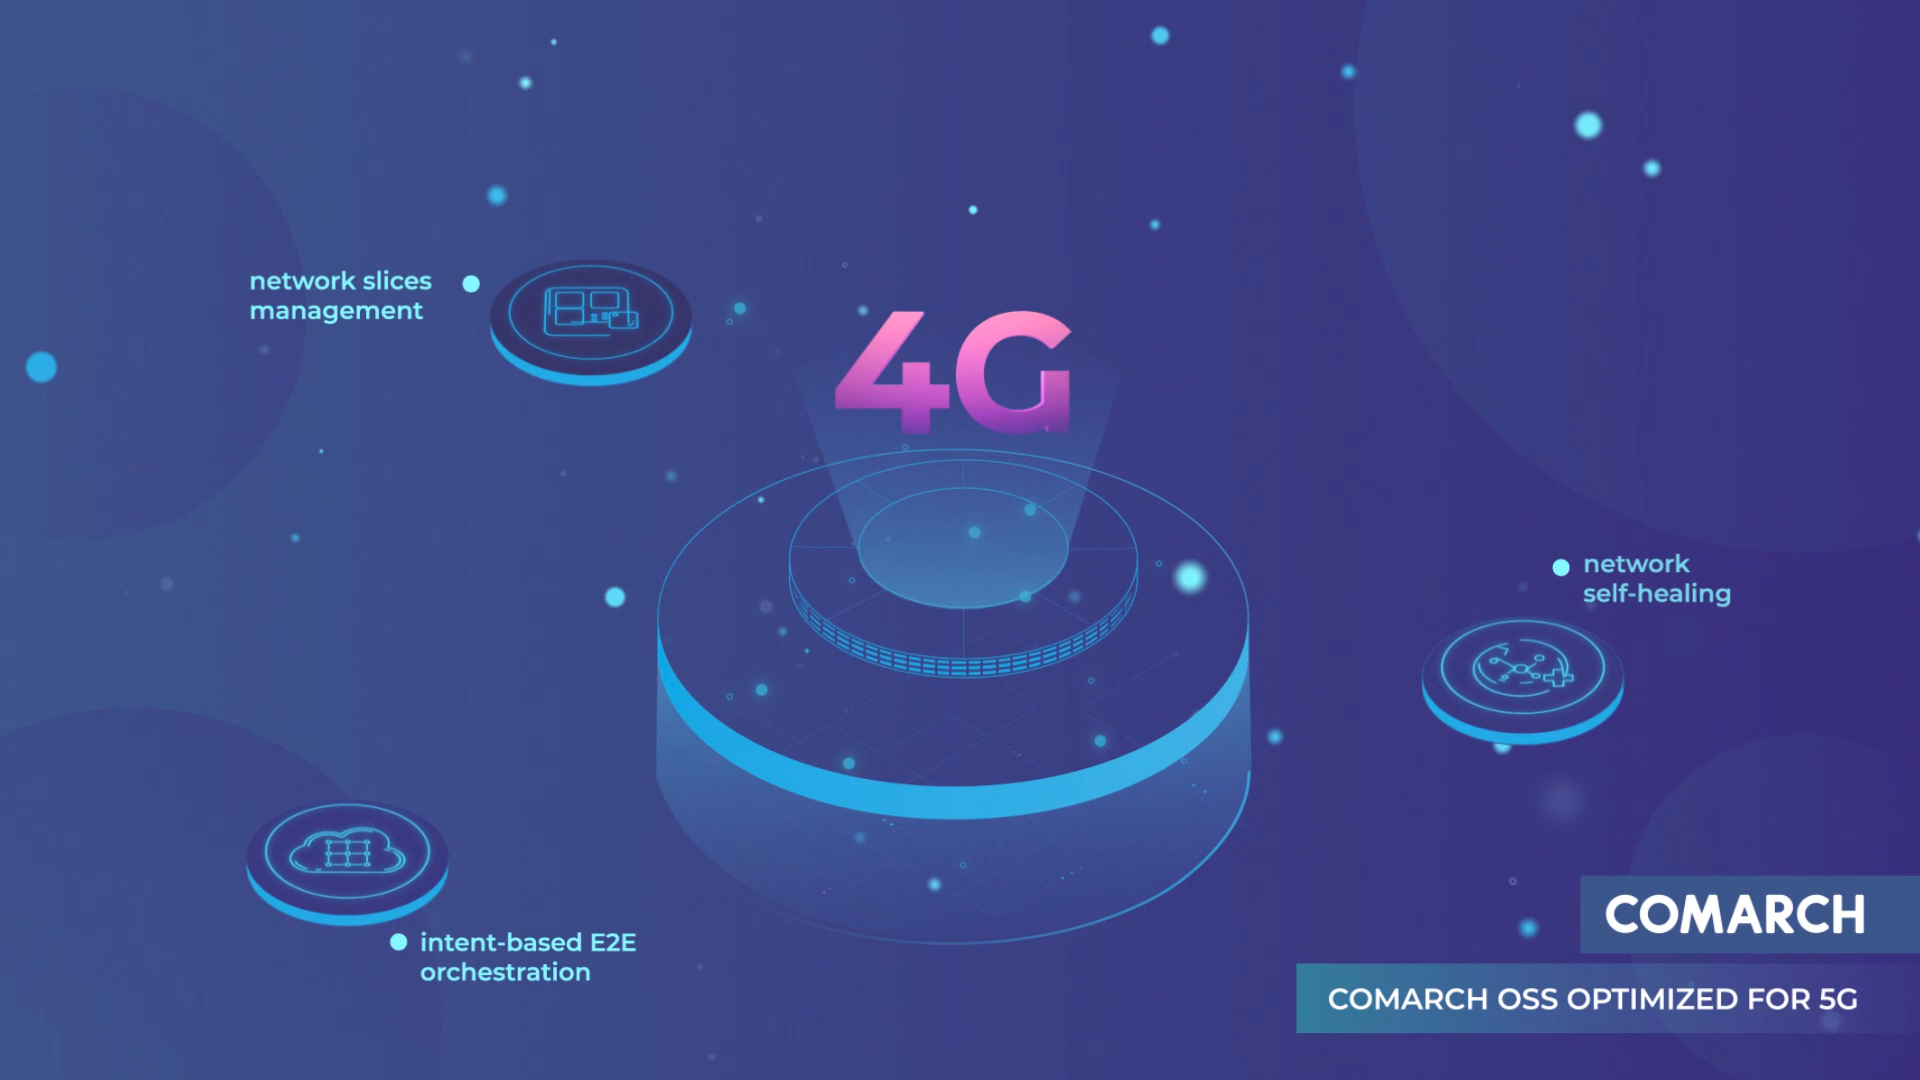 network slices
management
4G
network
self-healing
intent-based E2E
orchestration
COMARCH
COMARCH OSS OPTIMIZED FOR 5G